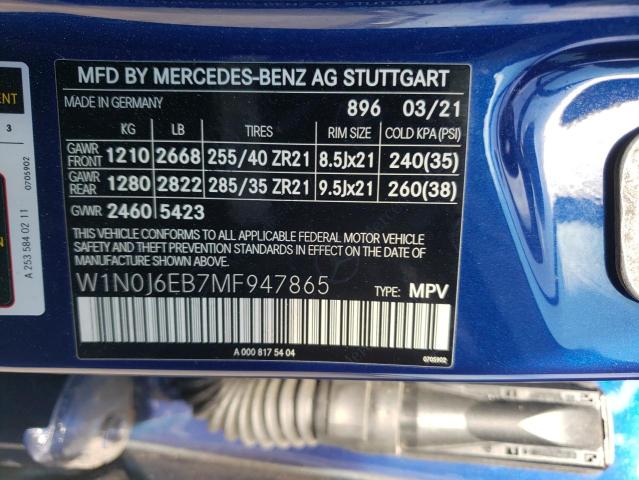 MFD BY MERCEDES-BENZ AG STUTTGART
MADE IN GERMANY 896 03/21
KG LB TIRES RIM SIZE COLD KPA (PSI)
GAWR FRONT 1210 2668 255/40 ZR21 8.5Jx21 240(35)
GAWR REAR 1280 2822 285/35 ZR21 9.5Jx21 260(38)
GVWR 2460 5423
THIS VEHICLE CONFORMS TO ALL APPLICABLE FEDERAL MOTOR VEHICLE
SAFETY AND THEFT PREVENTION STANDARDS IN EFFECT ON THE DATE OF
MANUFACTURE SHOWN ABOVE.
W1N0J6EB7MF947865 TYPE: MPV
A 000 817 54 04
0705902
3
0705902
A 253 584 02 11